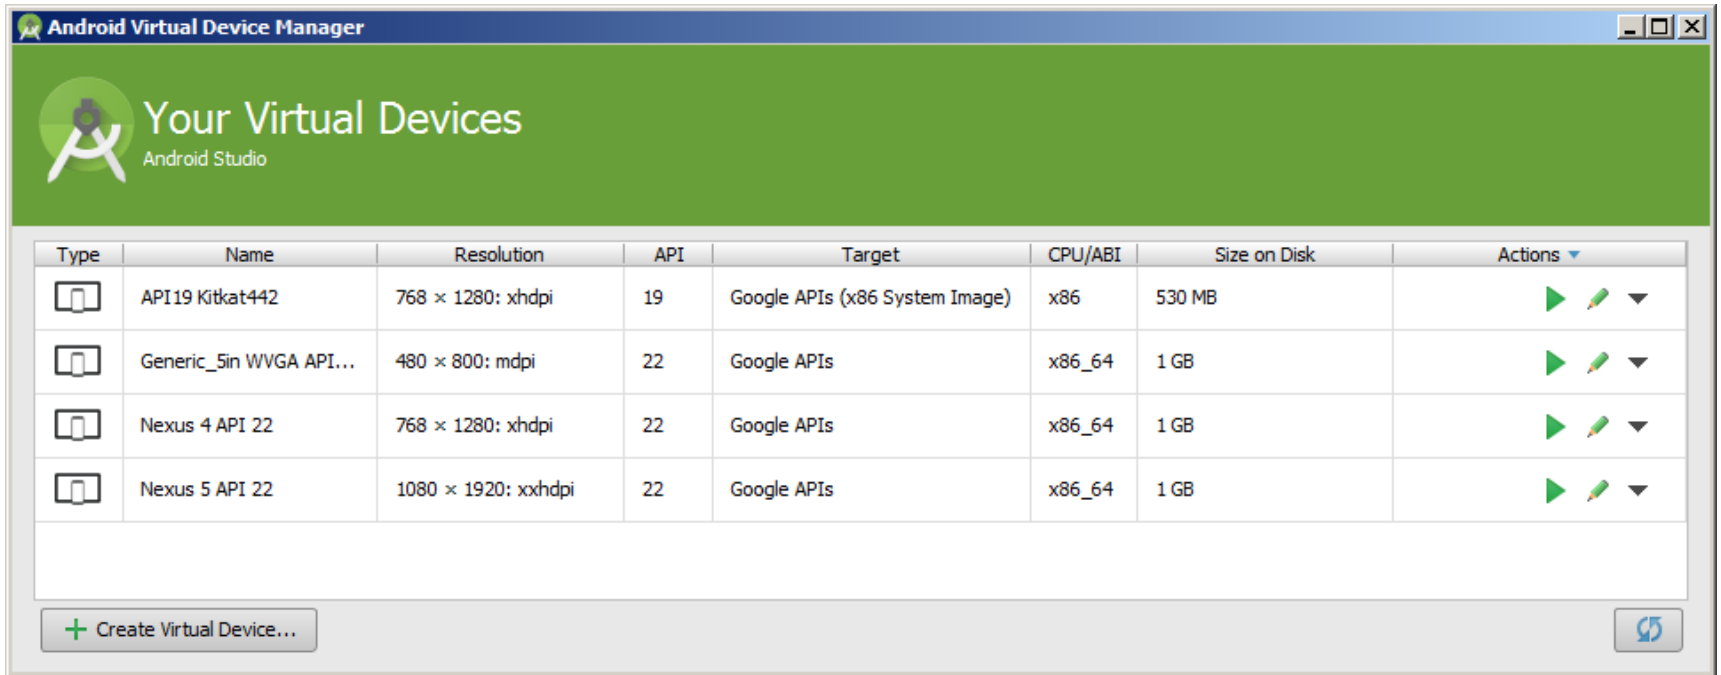 Android Virtual Device Manager
Your Virtual Devices
Android Studio
Type Name Resolution API Target CPU/ABI Size on Disk Actions
API19 Kitkat442 768 × 1280: xhdpi 19 Google APIs (x86 System Image) x86 530 MB
Generic_5in WVGA API... 480 × 800: mdpi 22 Google APIs x86_64 1 GB
Nexus 4 API 22 768 × 1280: xhdpi 22 Google APIs x86_64 1 GB
Nexus 5 API 22 1080 × 1920: xxhdpi 22 Google APIs x86_64 1 GB
Create Virtual Device...